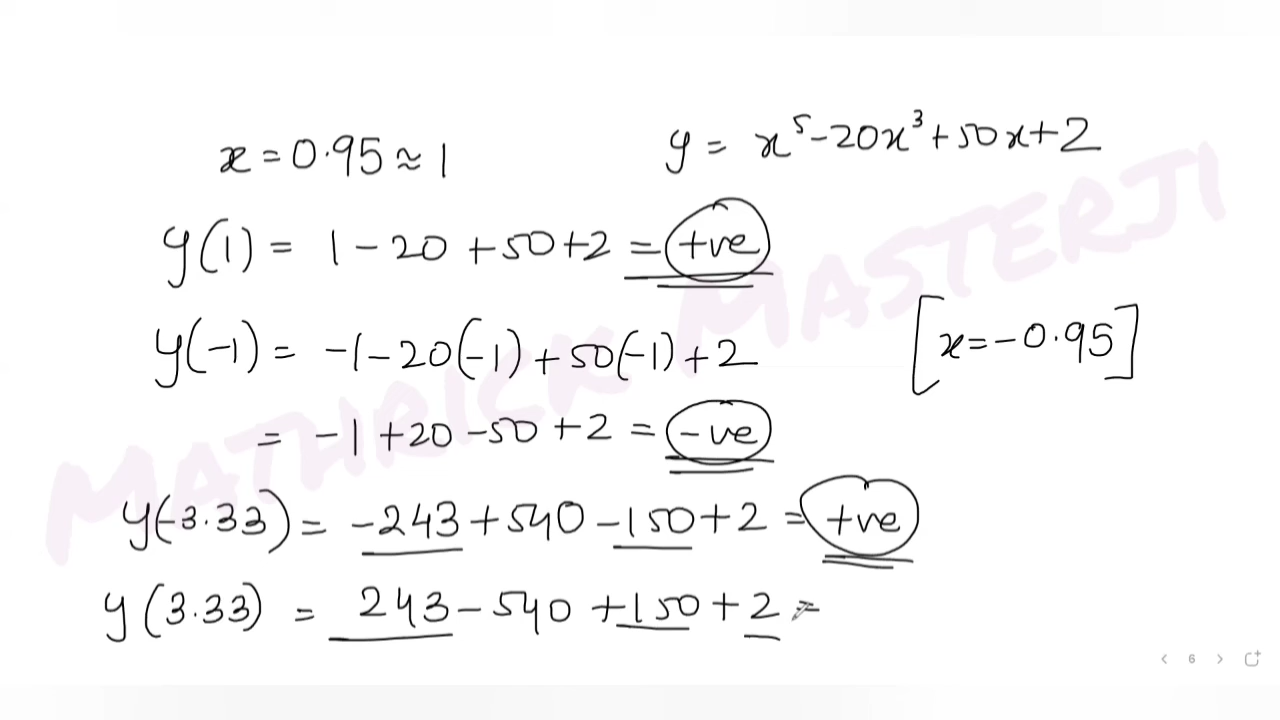 x = 0.95 ≈ 1
y = x⁵-20x³+50x+2
y(1) = 1-20+50+2 = +ve
y(-1) = -1-20(-1)+50(-1)+2
[x=-0.95]
= -1+20-50+2 = -ve
y(-3.33) = -243+540-150+2 = +ve
y(3.33) = 243-540+150+2 =
MATHRICK MASTERJI
< 6 >